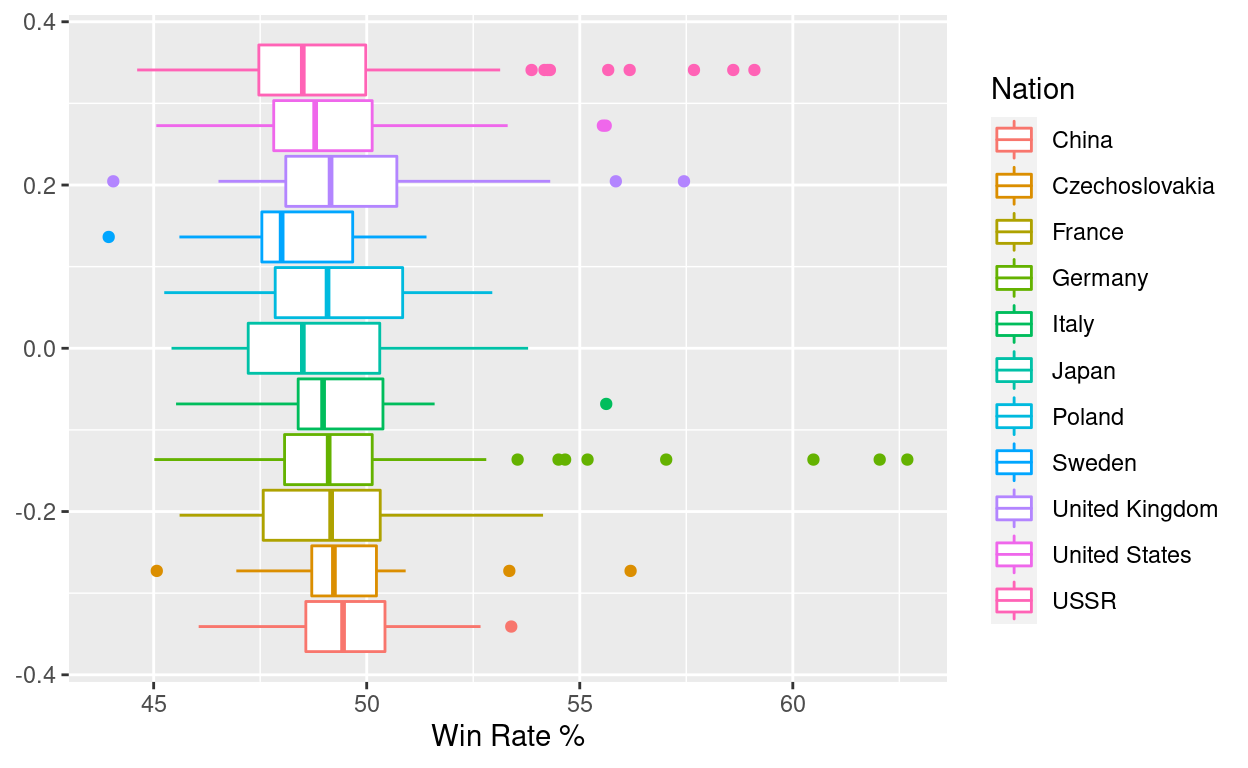 0.4
0.2
0.0
-0.2
-0.4
45 50 55 60
Win Rate %
Nation
China
Czechoslovakia
France
Germany
Italy
Japan
Poland
Sweden
United Kingdom
United States
USSR